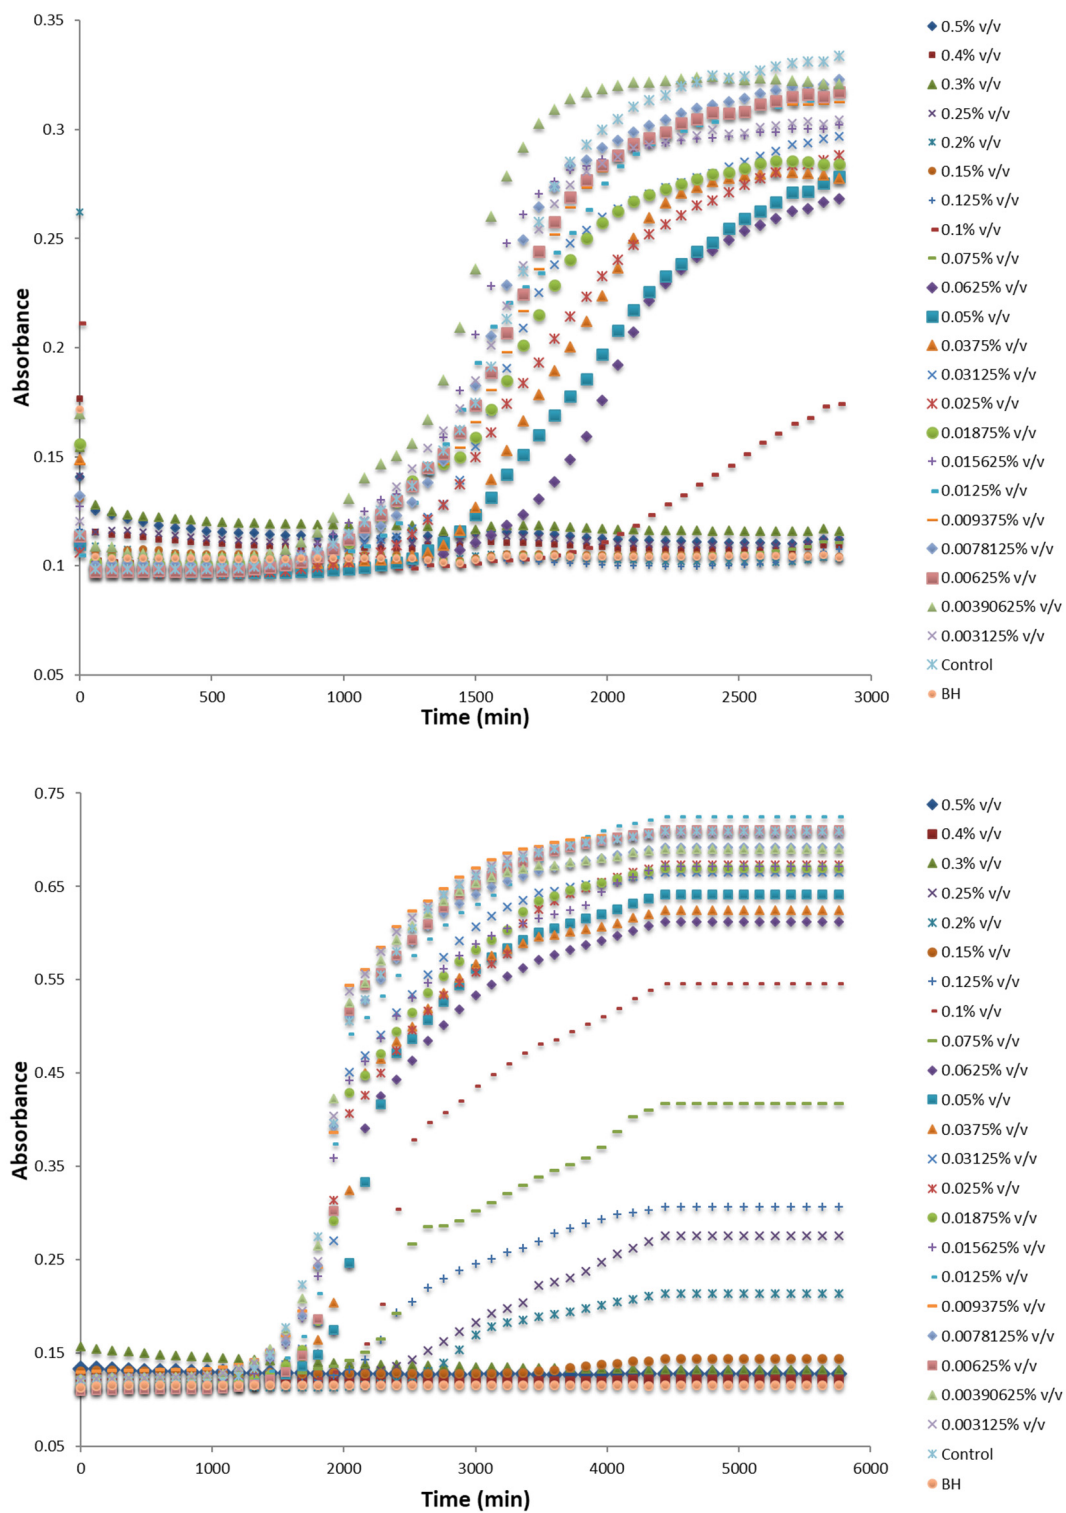 0.35
0.3
0.25
0.2
0.15
0.1
0.05
Absorbance
0
500
1000
1500
2000
2500
3000
Time (min)
0.5% v/v
0.4% v/v
0.3% v/v
0.25% v/v
0.2% v/v
0.15% v/v
0.125% v/v
0.1% v/v
0.075% v/v
0.0625% v/v
0.05% v/v
0.0375% v/v
0.03125% v/v
0.025% v/v
0.01875% v/v
0.015625% v/v
0.0125% v/v
0.009375% v/v
0.0078125% v/v
0.00625% v/v
0.00390625% v/v
0.003125% v/v
Control
BH
0.75
0.65
0.55
0.45
0.35
0.25
0.15
0.05
Absorbance
0
1000
2000
3000
4000
5000
6000
Time (min)
0.5% v/v
0.4% v/v
0.3% v/v
0.25% v/v
0.2% v/v
0.15% v/v
0.125% v/v
0.1% v/v
0.075% v/v
0.0625% v/v
0.05% v/v
0.0375% v/v
0.03125% v/v
0.025% v/v
0.01875% v/v
0.015625% v/v
0.0125% v/v
0.009375% v/v
0.0078125% v/v
0.00625% v/v
0.00390625% v/v
0.003125% v/v
Control
BH